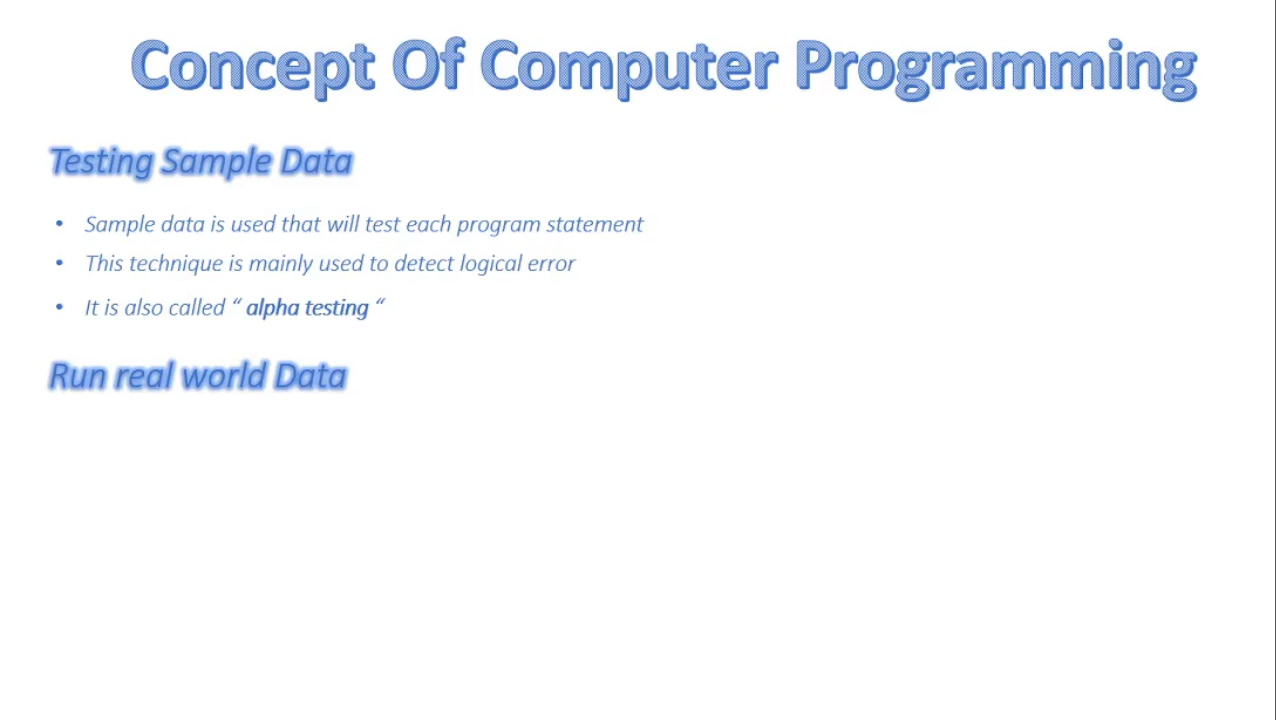 Concept Of Computer Programming
Testing Sample Data
• Sample data is used that will test each program statement
• This technique is mainly used to detect logical error
• It is also called “ alpha testing “
Run real world Data